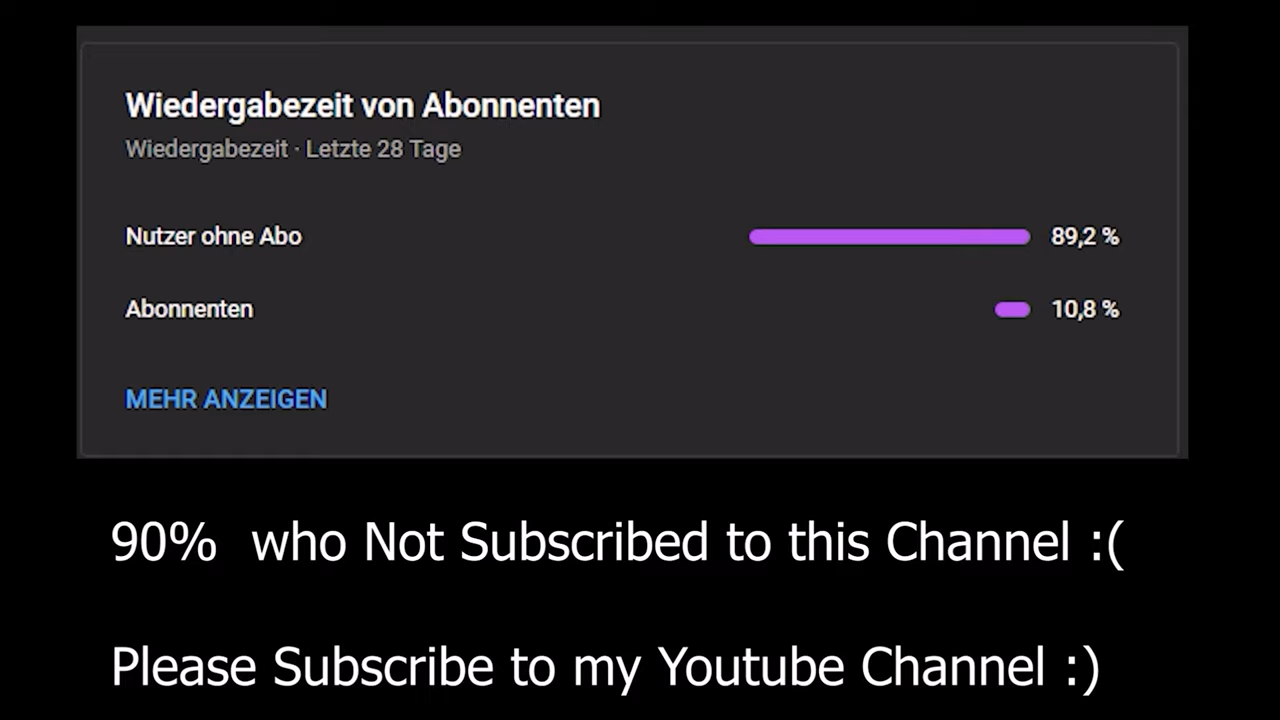 Wiedergabezeit von Abonnenten
Wiedergabezeit · Letzte 28 Tage
Nutzer ohne Abo 89,2 %
Abonnenten 10,8 %
MEHR ANZEIGEN
90% who Not Subscribed to this Channel :(
Please Subscribe to my Youtube Channel :)